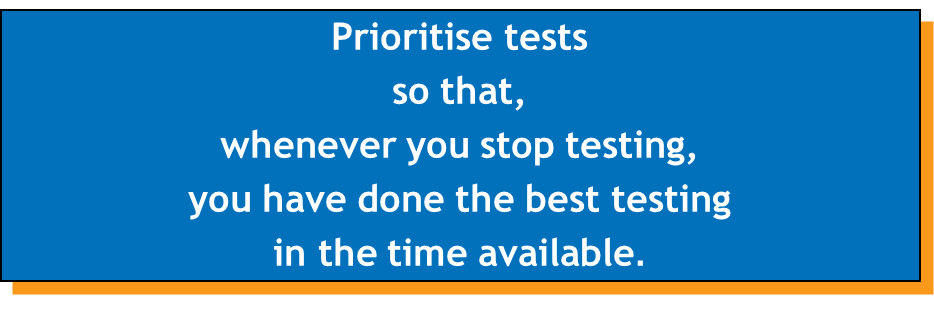 Prioritise tests
so that,
whenever you stop testing,
you have done the best testing
in the time available.